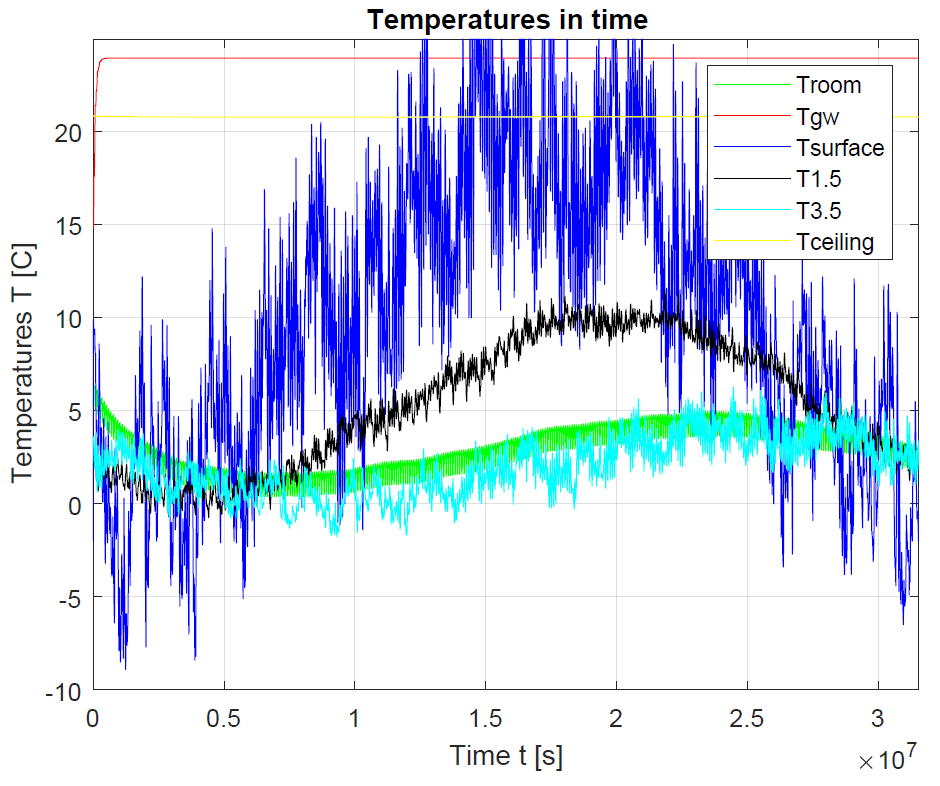 Temperatures in time
Temperatures T [C]
20
15
10
5
0
-5
-10
Troom
Tgw
Tsurface
T1.5
T3.5
Tceiling
0 0.5 1 1.5 2 2.5 3
Time t [s]
×10^7